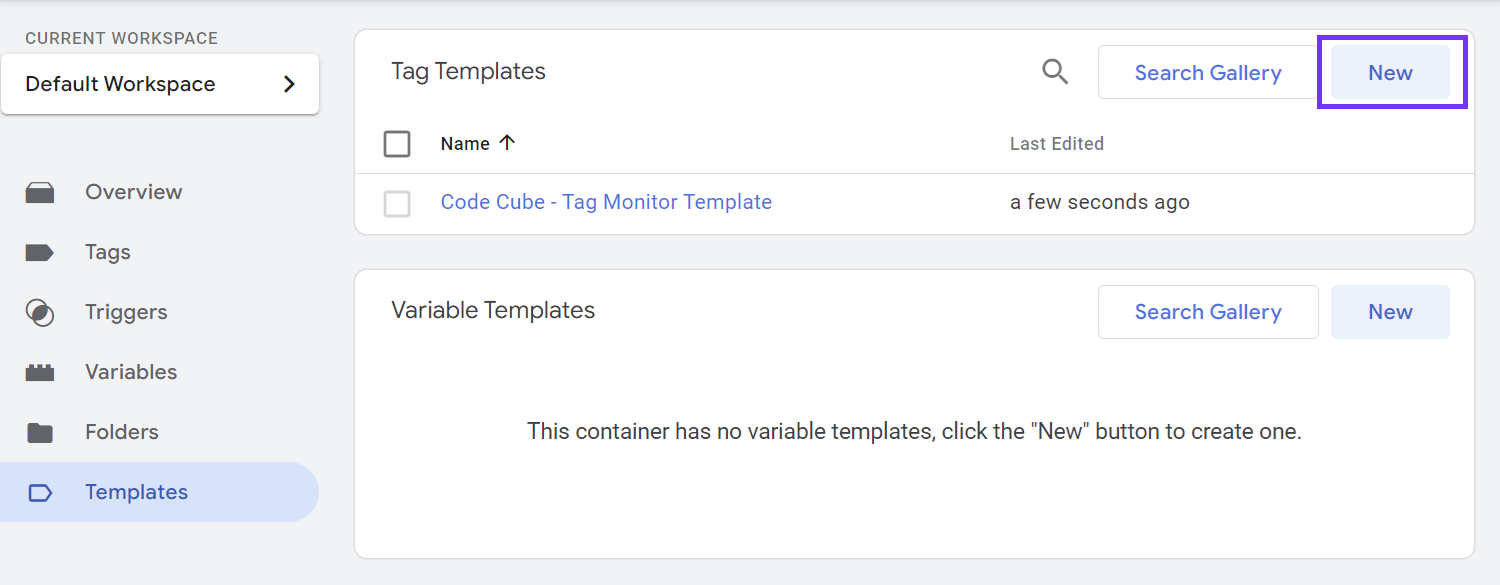 CURRENT WORKSPACE
Default Workspace
Overview
Tags
Triggers
Variables
Folders
Templates
Tag Templates
Search Gallery
New
Name
Last Edited
Code Cube - Tag Monitor Template
a few seconds ago
Variable Templates
Search Gallery
New
This container has no variable templates, click the "New" button to create one.